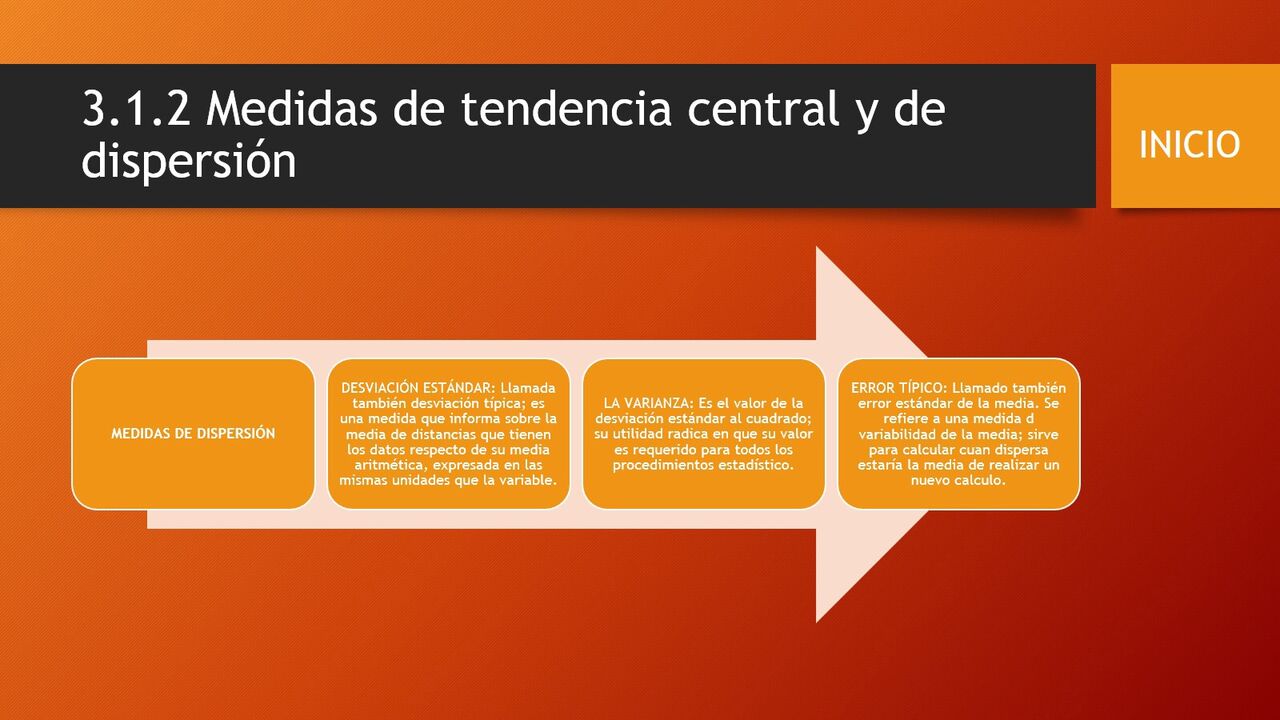 3.1.2 Medidas de tendencia central y de
dispersión
INICIO
MEDIDAS DE DISPERSIÓN
DESVIACIÓN ESTÁNDAR: Llamada
también desviación típica; es
una medida que informa sobre la
media de distancias que tienen
los datos respecto de su media
aritmética, expresada en las
mismas unidades que la variable.
LA VARIANZA: Es el valor de la
desviación estándar al cuadrado;
su utilidad radica en que su valor
es requerido para todos los
procedimientos estadístico.
ERROR TÍPICO: Llamado también
error estándar de la media. Se
refiere a una medida d
variabilidad de la media; sirve
para calcular cuan dispersa
estaría la media de realizar un
nuevo calculo.